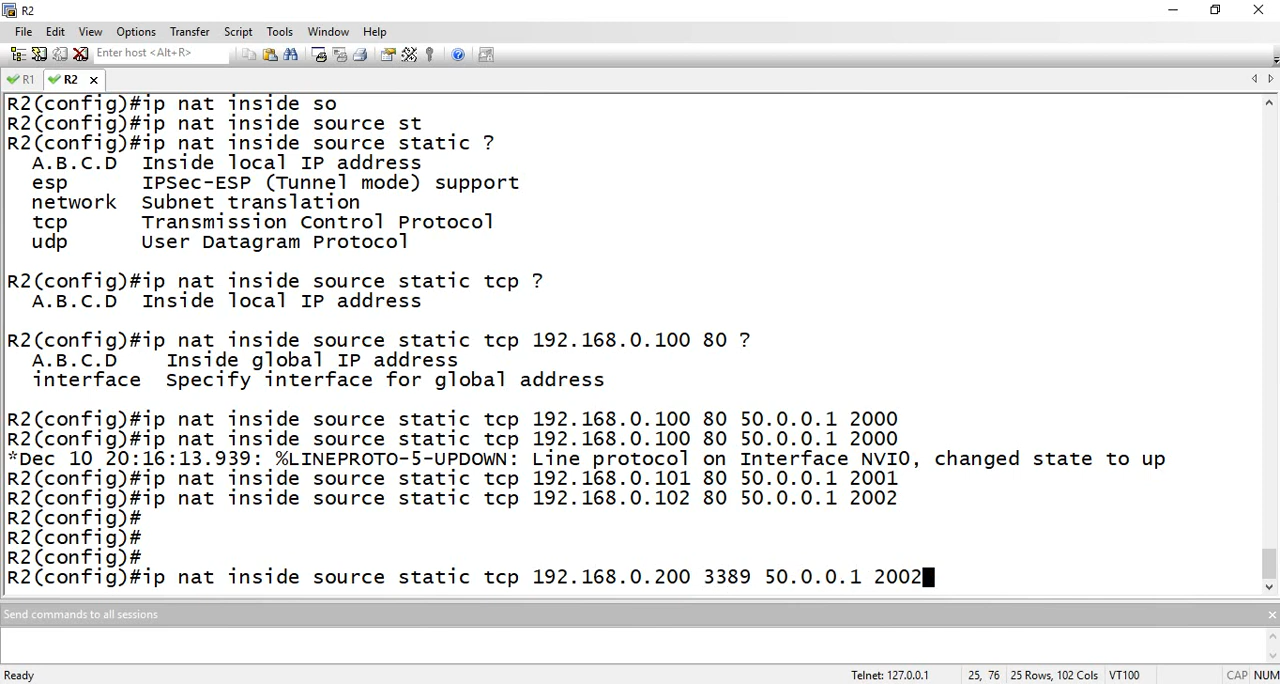 R2
File Edit View Options Transfer Script Tools Window Help
Enter host <Alt+R>
R1 R2
R2(config)#ip nat inside so
R2(config)#ip nat inside source st
R2(config)#ip nat inside source static ?
A.B.C.D Inside local IP address
esp IPSec-ESP (Tunnel mode) support
network Subnet translation
tcp Transmission Control Protocol
udp User Datagram Protocol
R2(config)#ip nat inside source static tcp ?
A.B.C.D Inside local IP address
R2(config)#ip nat inside source static tcp 192.168.0.100 80 ?
A.B.C.D Inside global IP address
interface Specify interface for global address
R2(config)#ip nat inside source static tcp 192.168.0.100 80 50.0.0.1 2000
R2(config)#ip nat inside source static tcp 192.168.0.100 80 50.0.0.1 2000
*Dec 10 20:16:13.939: %LINEPROTO-5-UPDOWN: Line protocol on Interface NVI0, changed state to up
R2(config)#ip nat inside source static tcp 192.168.0.101 80 50.0.0.1 2001
R2(config)#ip nat inside source static tcp 192.168.0.102 80 50.0.0.1 2002
R2(config)#
R2(config)#
R2(config)#
R2(config)#ip nat inside source static tcp 192.168.0.200 3389 50.0.0.1 2002
Send commands to all sessions
Ready Telnet: 127.0.0.1 25, 76 25 Rows, 102 Cols VT100 CAP NUM